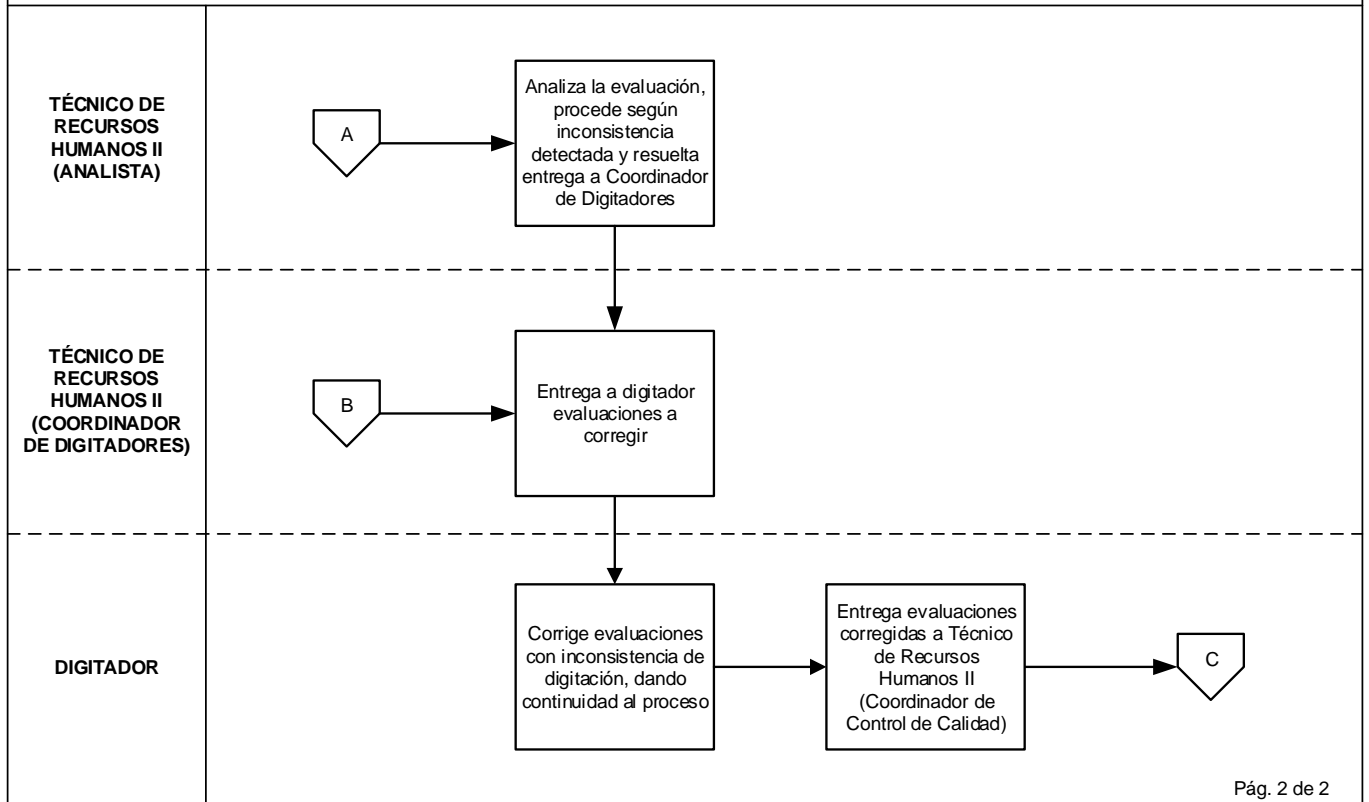 TÉCNICO DE
RECURSOS
HUMANOS II
(ANALISTA)
A
Analiza la evaluación,
procede según
inconsistencia
detectada y resuelta
entrega a Coordinador
de Digitadores
TÉCNICO DE
RECURSOS
HUMANOS II
(COORDINADOR
DE DIGITADORES)
B
Entrega a digitador
evaluaciones a
corregir
DIGITADOR
Corrige evaluaciones
con inconsistencia de
digitación, dando
continuidad al proceso
Entrega evaluaciones
corregidas a Técnico
de Recursos
Humanos II
(Coordinador de
Control de Calidad)
C
Pág. 2 de 2